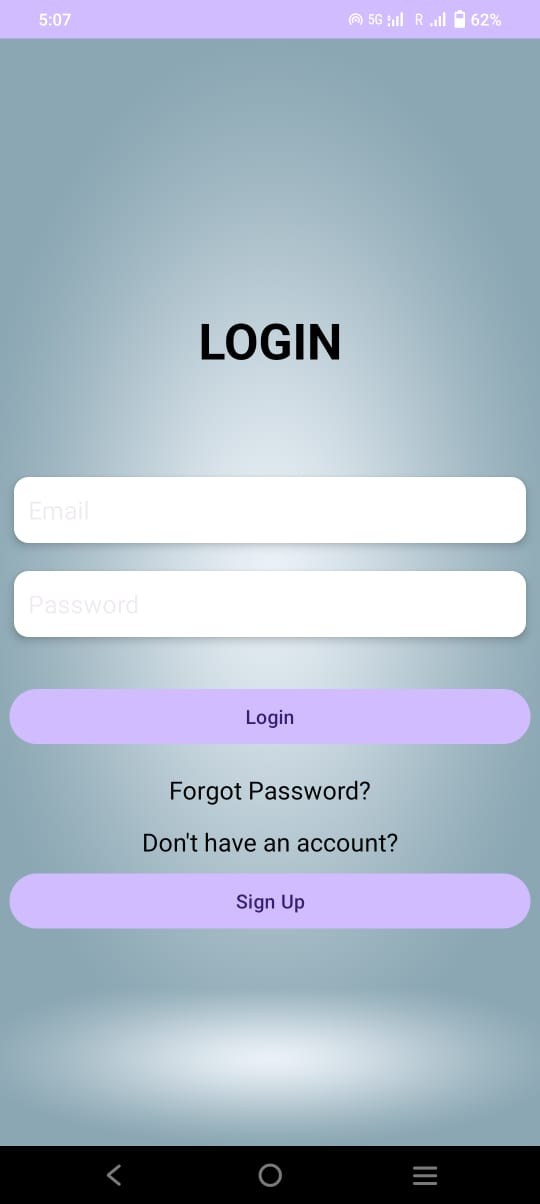 5:07 5G R 62%
LOGIN
Email
Password
Login
Forgot Password?
Don't have an account?
Sign Up